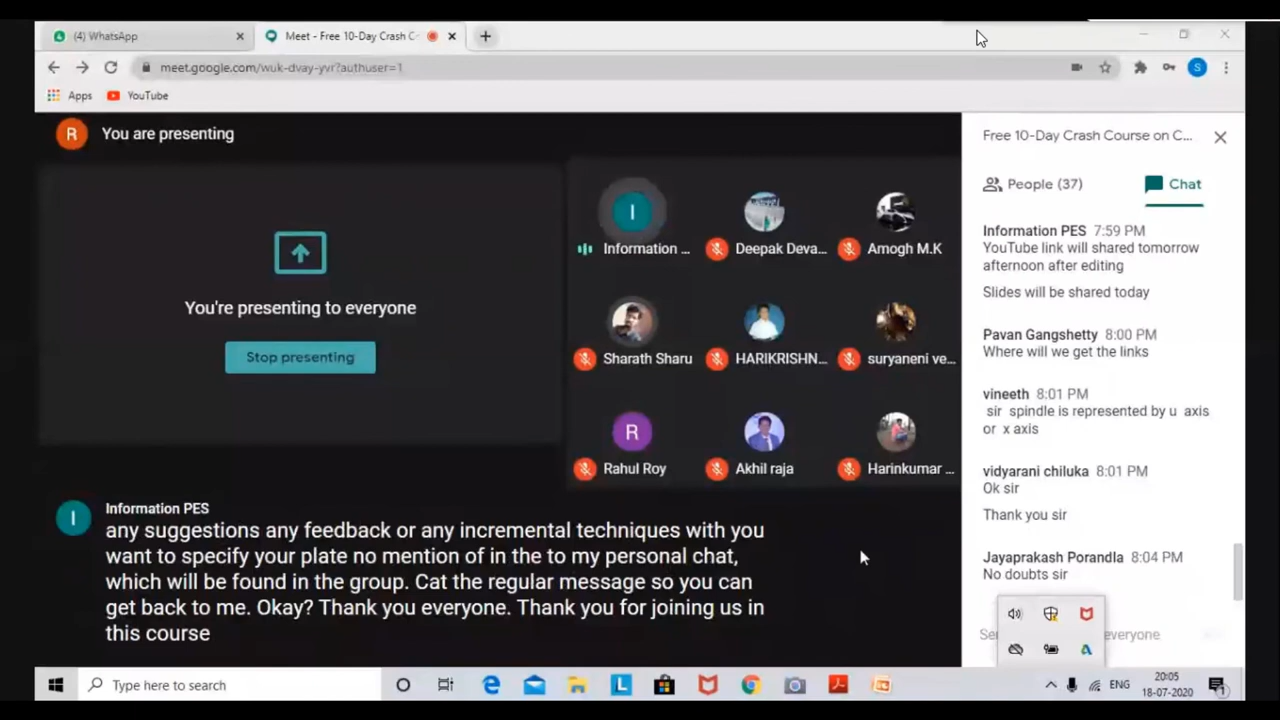 (4) WhatsApp
Meet - Free 10-Day Crash C
meet.google.com/wuk-dvay-yvr?authuser=1
S
Apps
YouTube
R
You are presenting
You're presenting to everyone
Stop presenting
I
Information ...
Deepak Deva...
Amogh M.K
Sharath Sharu
HARIKRISHN...
suryaneni ve...
R
Rahul Roy
Akhil raja
Harinkumar ...
I
Information PES
any suggestions any feedback or any incremental techniques with you
want to specify your plate no mention of in the to my personal chat,
which will be found in the group. Cat the regular message so you can
get back to me. Okay? Thank you everyone. Thank you for joining us in
this course
Free 10-Day Crash Course on C...
People (37)
Chat
Information PES 7:59 PM
YouTube link will shared tomorrow
afternoon after editing
Slides will be shared today
Pavan Gangshetty 8:00 PM
Where will we get the links
vineeth 8:01 PM
sir spindle is represented by u axis
or x axis
vidyarani chiluka 8:01 PM
Ok sir
Thank you sir
Jayaprakash Porandla 8:04 PM
No doubts sir
everyone
Type here to search
L
ENG
20:05
18-07-2020
1